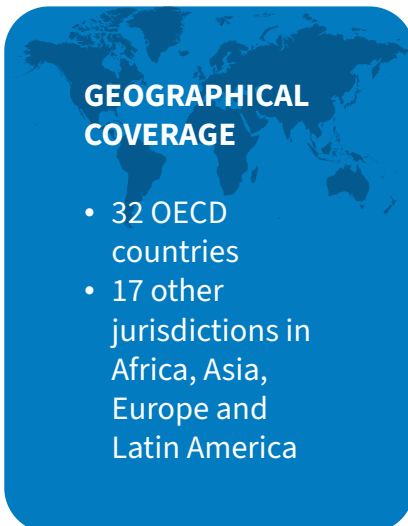 GEOGRAPHICAL
COVERAGE
• 32 OECD
countries
• 17 other
jurisdictions in
Africa, Asia,
Europe and
Latin America